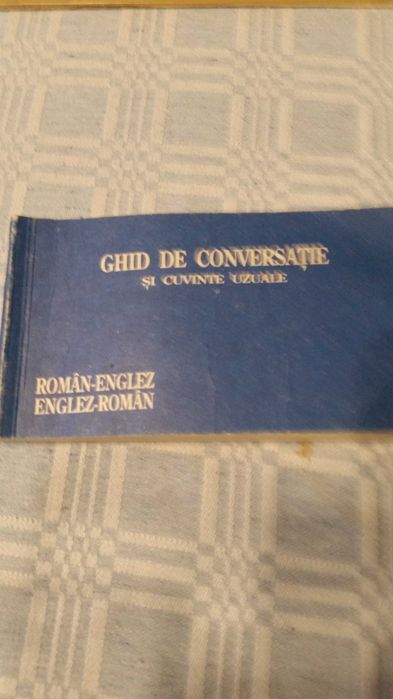 GHID DE CONVERSAȚIE
ȘI CUVINTE UZUALE
ROMÂN-ENGLEZ
ENGLEZ-ROMÂN